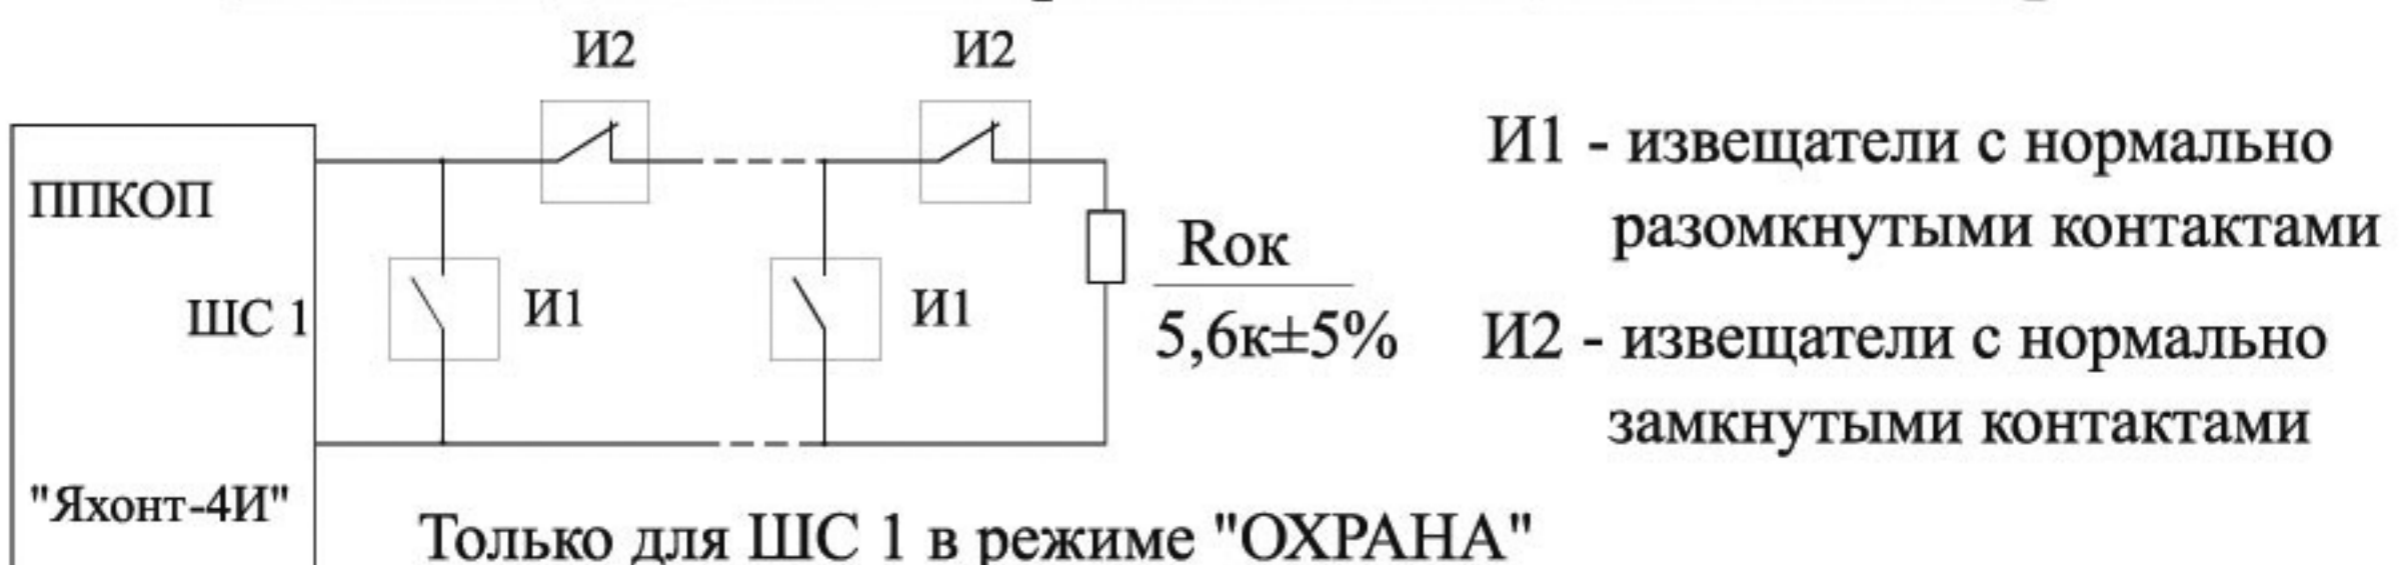 И2
И2
ППКОП
ШС 1
"Яхонт-4И"
И1
И1
Rок
5,6к±5%
И1 - извещатели с нормально
разомкнутыми контактами
И2 - извещатели с нормально
замкнутыми контактами
Только для ШС 1 в режиме "ОХРАНА"